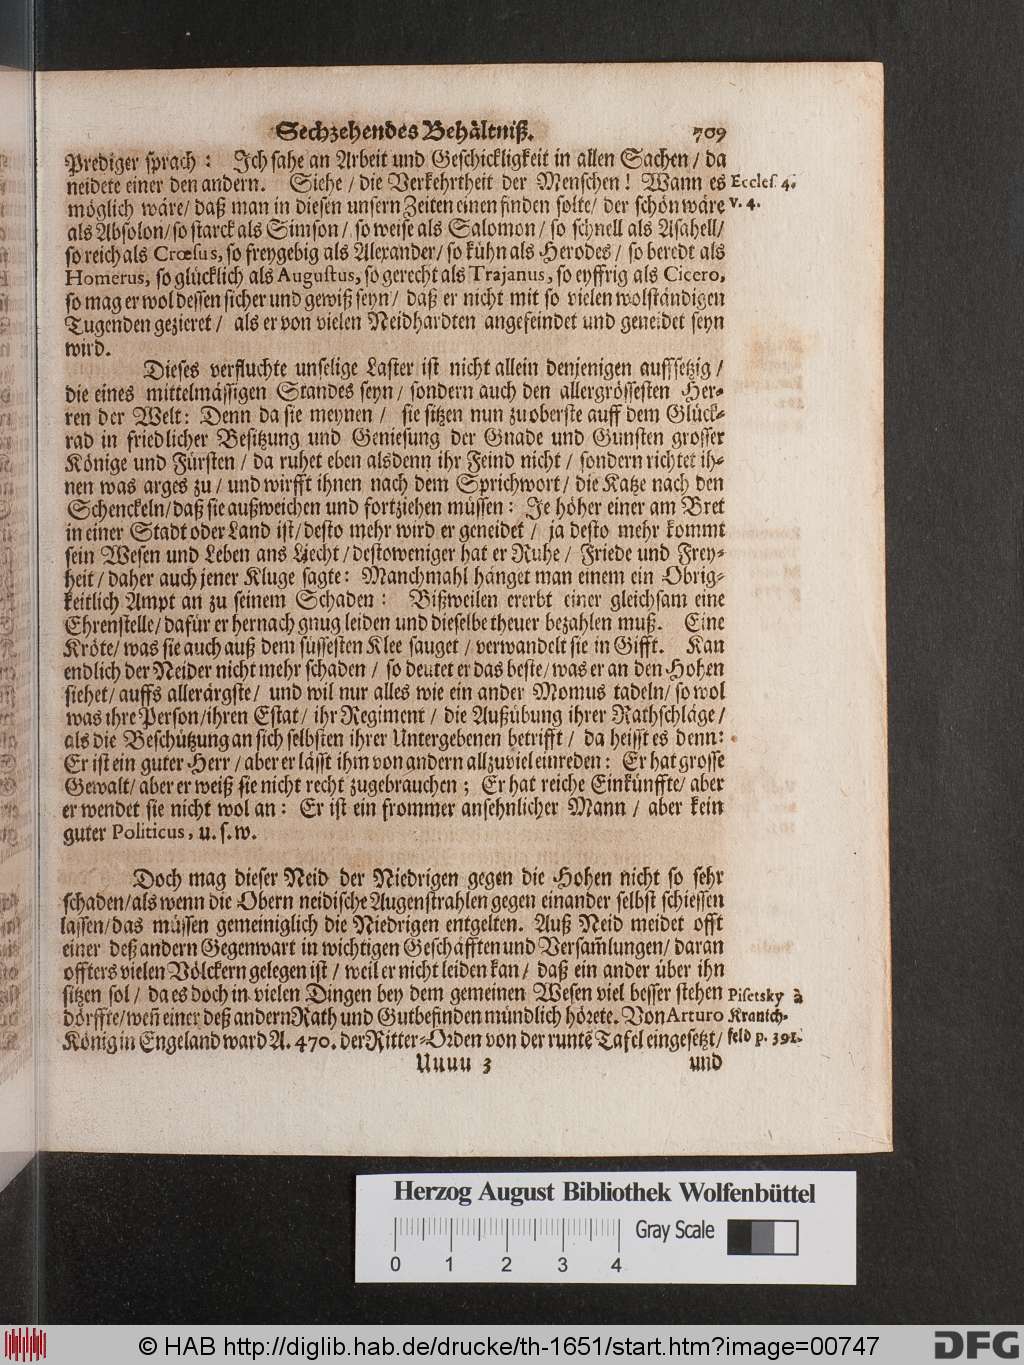 Sechzehendes Behältniß. 709
Prediger sprach: Ich sahe an Arbeit und Geschickligkeit in allen Sachen / da
neidete einer den andern. Siehe / die Verkehrtheit der Menschen! Wann es
Eccles. 4.
möglich wäre / daß man in diesen unsern Zeiten einen finden solte / der schön wäre
v. 4.
als Absolon / so starck als Simson / so weise als Salomon / so schnell als Asahell /
so reich als Crœsus, so freygebig als Alexander / so kühn als Herodes / so beredt als
Homerus, so glücklich als Augustus, so gerecht als Trajanus, so eyffrig als Cicero,
so mag er wol dessen sicher und gewiß seyn / daß er nicht mit so vielen wolständigen
Tugenden gezieret / als er von vielen Neidhardten angefeindet und geneidet seyn
wird.
Dieses verfluchte unselige Laster ist nicht allein denjenigen auffsetzig /
die eines mittelmässigen Standes seyn / sondern auch den allergrössesten Her-
ren der Welt: Denn da sie meynen / sie sitzen nun zu oberste auff dem Glück-
rad in friedlicher Besitzung und Geniesung der Gnade und Gunsten grosser
Könige und Fürsten / da ruhet eben alsdenn ihr Feind nicht / sondern richtet ih-
nen was arges zu / und wirfft ihnen nach dem Sprichwort / die Katze nach den
Schenckeln / daß sie außweichen und fortziehen müssen: Je höher einer am Bret
in einer Stadt oder Land ist / desto mehr wird er geneidet / ja desto mehr kommt
sein Wesen und Leben ans Liecht / destoweniger hat er Ruhe / Friede und Frey-
heit / daher auch jener Kluge sagte: Manchmahl hänget man einem ein Obrig-
keitlich Ampt an zu seinem Schaden: Bißweilen ererbt einer gleichsam eine
Ehrenstelle / dafür er hernach gnug leiden und dieselbe theuer bezahlen muß. Eine
Kröte / was sie auch auß dem süssesten Klee sauget / verwandelt sie in Gifft. Kan
endlich der Neider nicht mehr schaden / so deutet er das beste / was er an den Hohen
siehet / auffs allerärgste / und wil nur alles wie ein ander Momus tadeln / so wol
was ihre Person / ihren Estat / ihr Regiment / die Außübung ihrer Rathschläge /
als die Beschützung an sich selbsten ihrer Untergebenen betrifft / da heisst es denn:
Er ist ein guter Herr / aber er lässt ihm von andern allzuviel einreden: Er hat grosse
Gewalt / aber er weiß sie nicht recht zugebrauchen; Er hat reiche Einkünffte / aber
er wendet sie nicht wol an: Er ist ein frommer ansehnlicher Mann / aber kein
guter Politicus, u. s. w.
Doch mag dieser Neid der Niedrigen gegen die Hohen nicht so sehr
schaden / als wenn die Obern neidische Augenstrahlen gegen einander selbst schiessen
lassen / das müssen gemeiniglich die Niedrigen entgelten. Auß Neid meidet offt
einer deß andern Gegenwart in wichtigen Geschäfften und Versam̄lungen / daran
offters vielen Völckern gelegen ist / weil er nicht leiden kan / daß ein ander über ihn
sitzen sol / da es doch in vielen Dingen bey dem gemeinen Wesen viel besser stehen
Pisetsky à
dörffte / weñ einer deß andern Rath und Gutbefinden mündlich hörete. Von Arturo
Kranich-
König in Engeland ward A. 470. der Ritter-Orden von der runtē Tafel eingesetzt /
feld p. 391.
Uuuu 3 und
Herzog August Bibliothek Wolfenbüttel
0 1 2 3 4 Gray Scale
© HAB http://diglib.hab.de/drucke/th-1651/start.htm?image=00747
DFG